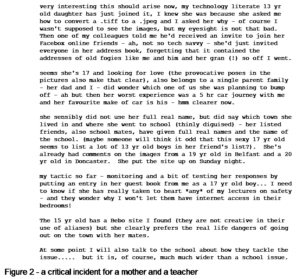 very interesting this should arise now, my technology literate 13 yr
old daughter has just joined it, I knew she was because she asked me
how to convert a .tiff to a .jpeg and I asked her why - of course I
wasn't supposed to see the images, but my eyesight is not that bad.
Then one of my colleagues told me he'd received an invite to join her
Facebox online friends - ah, not so tech savvy - she'd just invited
everyone in her address book, forgetting that it contained the
addresses of old fogies like me and him and her gran (!) so off I went.
seems she's 17 and looking for love (the provocative poses in the
pictures also make that clear), also belongs to a single parent family
- her dad and I - did wonder which one of us she was planning to bump
off - ah but then her worst experience was a 5 hr car journey with me
and her favourite make of car is his - hmm clearer now.
she sensibly did not use her full real name, but did say which town she
lived in and where she went to school (thinly disguised) - her listed
friends, also school mates, have given full real names and the name of
the school. (maybe someone will think it odd that this sexy 17 yr old
seems to list a lot of 13 yr old boys in her friend's list?). She's
already had comments on the images from a 19 yr old in Belfast and a 20
yr old in Doncaster. She put the site up on Sunday night.
my tactic so far - monitoring and a bit of testing her responses by
putting an entry in her guest book from me as a 17 yr old boy... I need
to know if she has really taken to heart *any* of my lectures on safety
- and they wonder why I won't let them have internet access in their
bedrooms!
The 15 yr old has a Bebo site I found (they are not creative in their
use of aliases) but she clearly prefers the real life dangers of going
out on the town with her mates.
At some point I will also talk to the school about how they tackle the
issue..... but it is, of course, much much wider than a school issue.
Figure 2 - a critical incident for a mother and a teacher